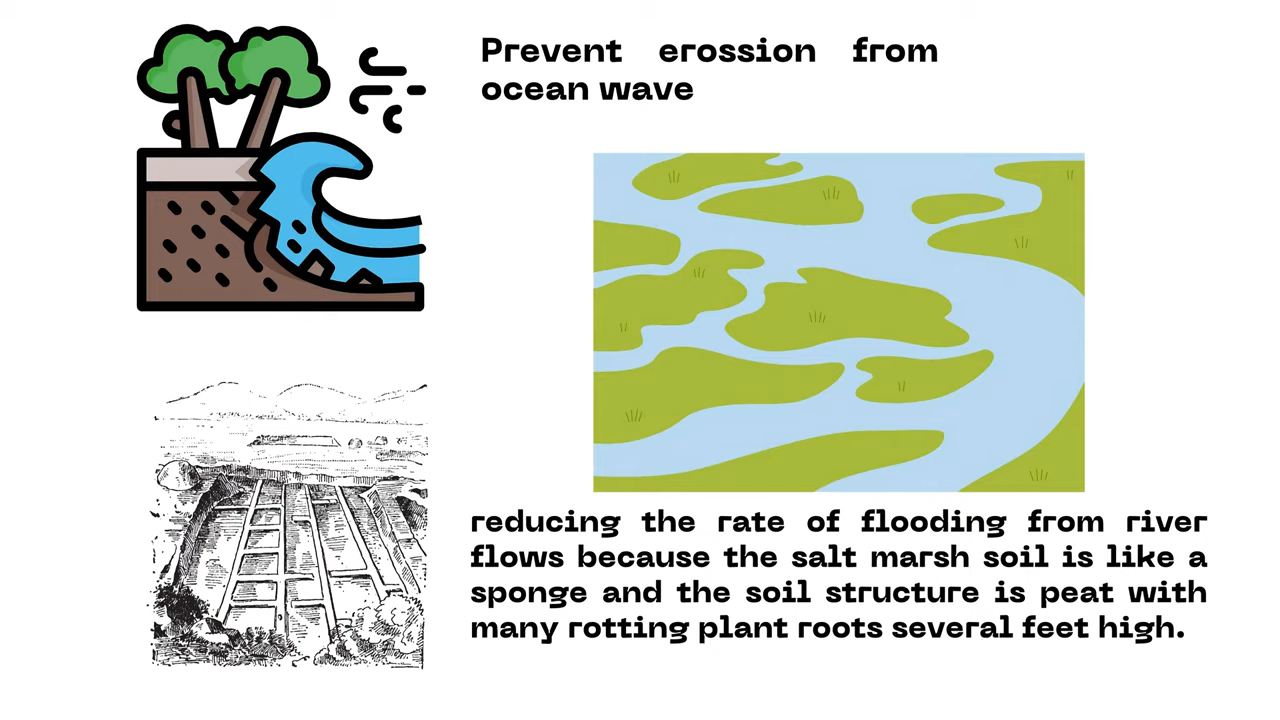 Prevent erossion from
ocean wave
reducing the rate of flooding from river
flows because the salt marsh soil is like a
sponge and the soil structure is peat with
many rotting plant roots several feet high.